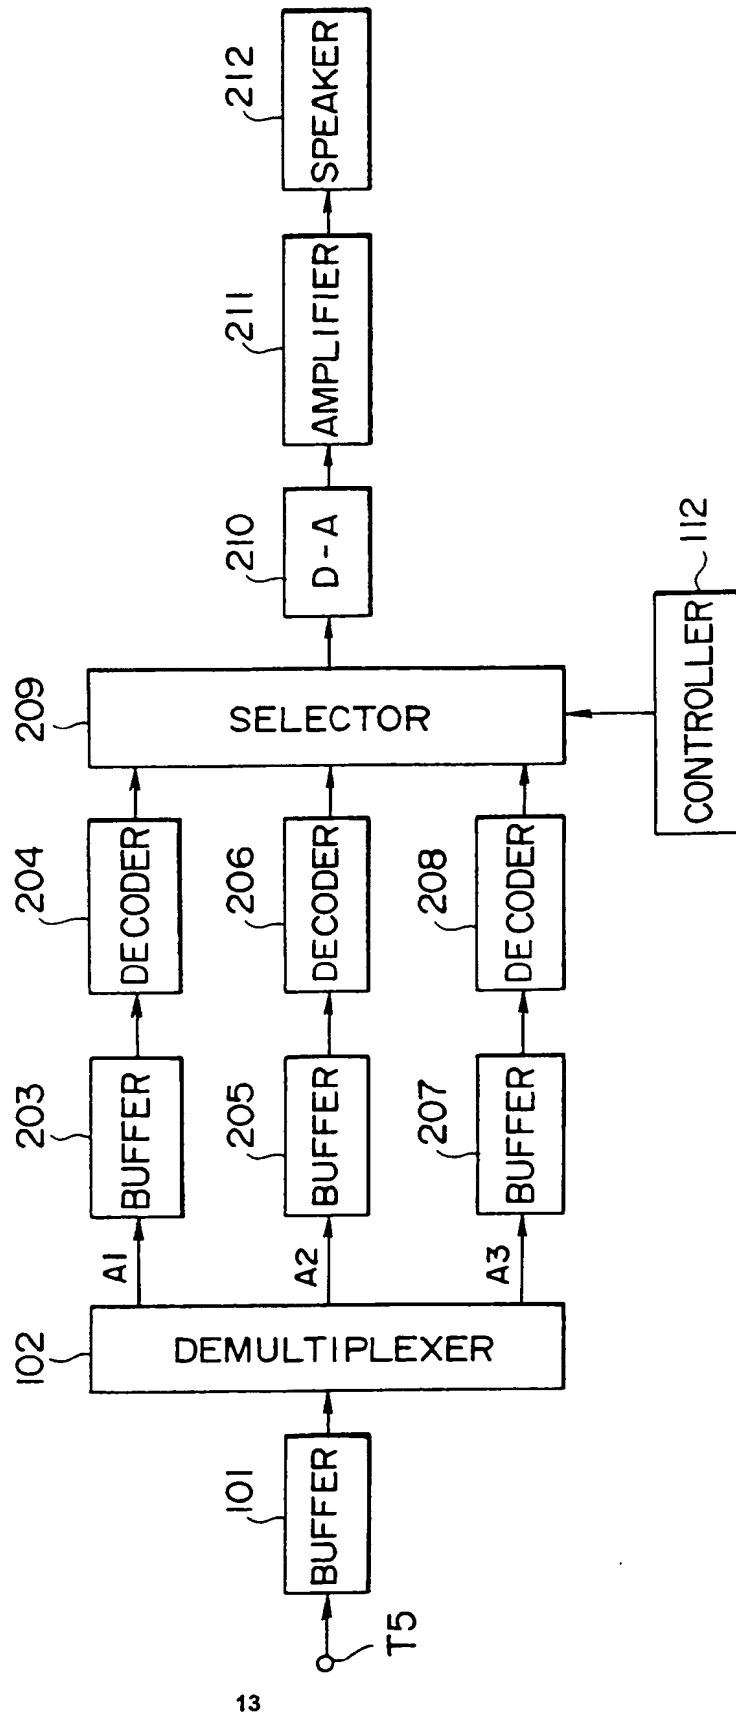 T5
101
BUFFER
102
DEMULTIPLEXER
A1
A2
A3
203
BUFFER
204
DECODER
205
BUFFER
206
DECODER
207
BUFFER
208
DECODER
209
SELECTOR
CONTROLLER
112
210
D-A
211
AMPLIFIER
212
SPEAKER
13